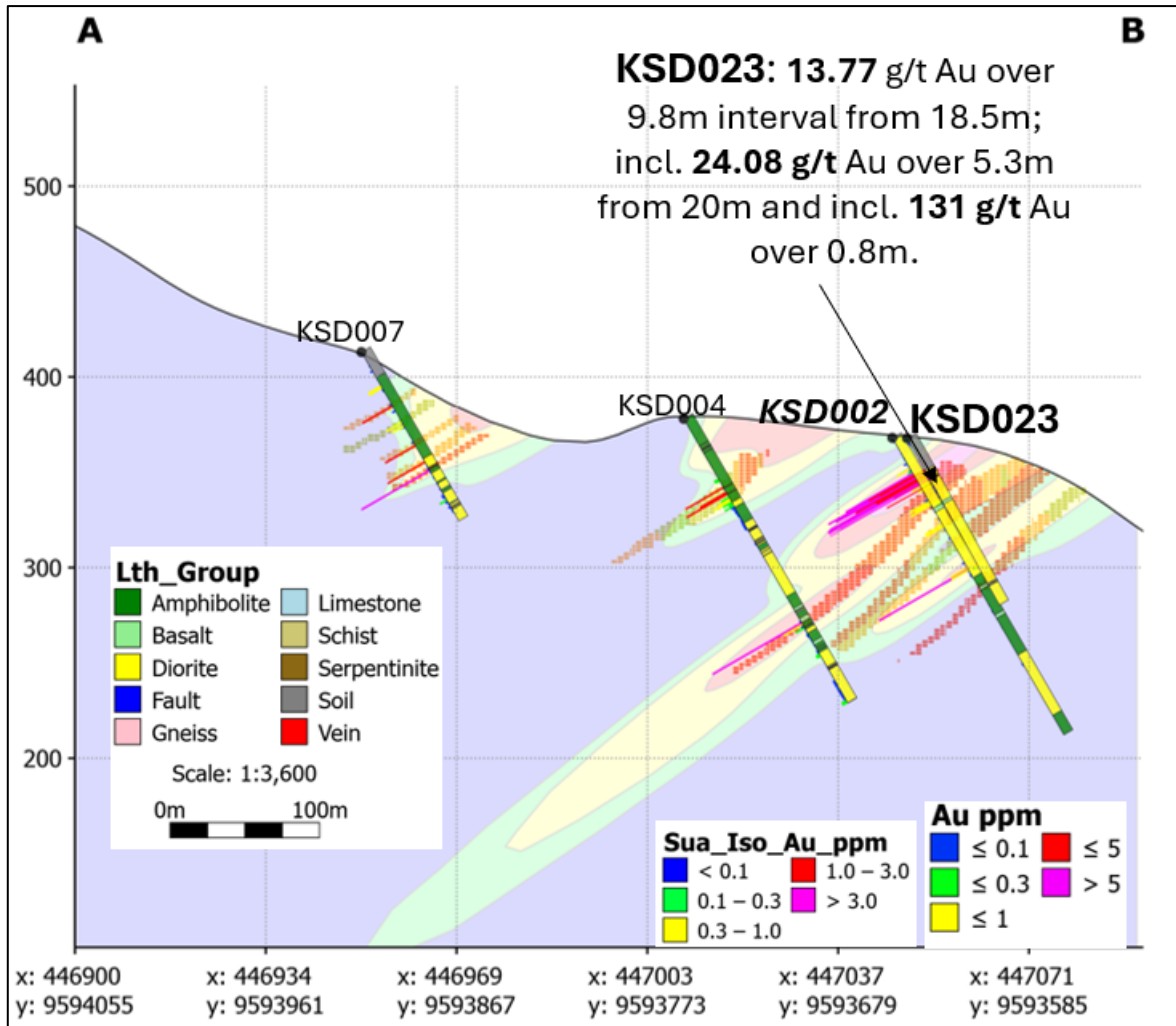 A
B
KSD023: 13.77 g/t Au over
9.8m interval from 18.5m;
incl. 24.08 g/t Au over 5.3m
from 20m and incl. 131 g/t Au
over 0.8m.
500
400
300
200
KSD007
KSD004
KSD002
KSD023
Lth_Group
Amphibolite
Limestone
Basalt
Schist
Diorite
Serpentinite
Fault
Soil
Gneiss
Vein
Scale: 1:3,600
0m
100m
Sua_Iso_Au_ppm
< 0.1
1.0 – 3.0
0.1 – 0.3
> 3.0
0.3 – 1.0
Au ppm
≤ 0.1
≤ 5
≤ 0.3
> 5
≤ 1
x: 446900
y: 9594055
x: 446934
y: 9593961
x: 446969
y: 9593867
x: 447003
y: 9593773
x: 447037
y: 9593679
x: 447071
y: 9593585